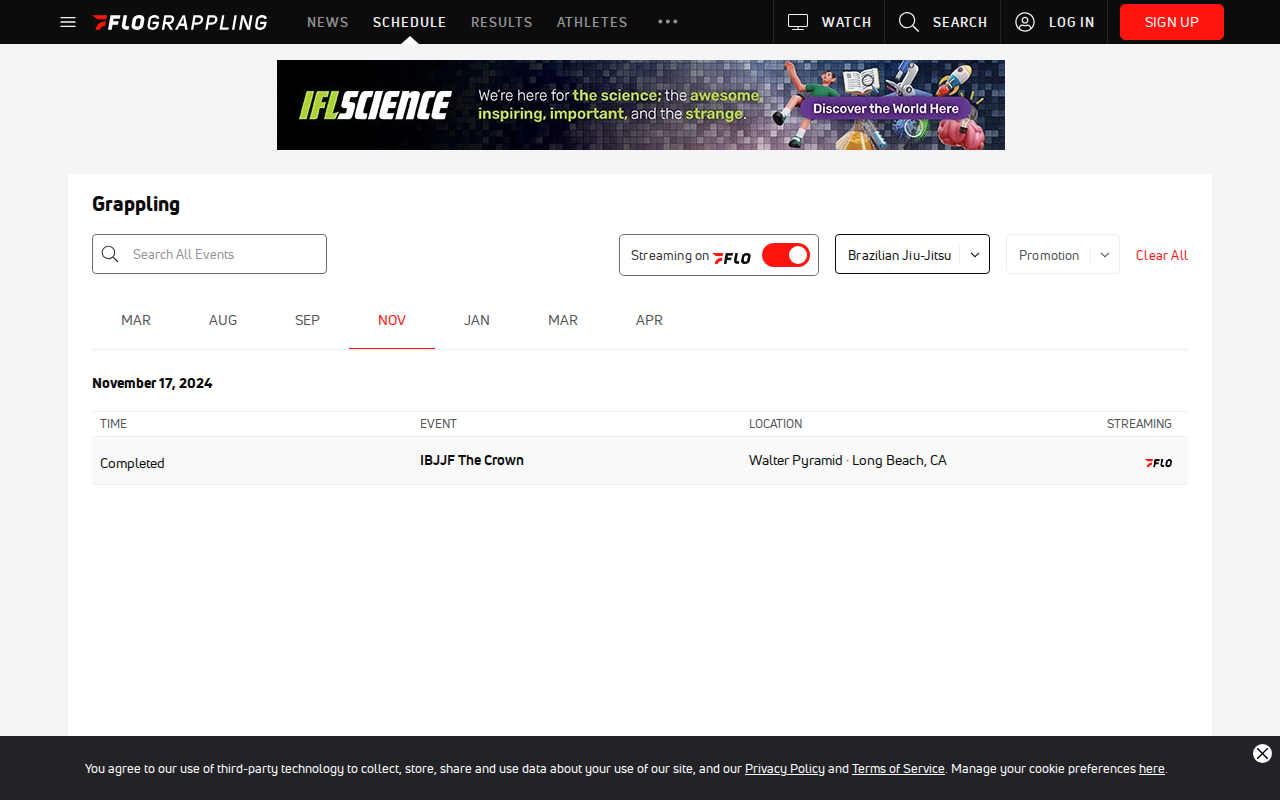 FLOGRAPPLING NEWS SCHEDULE RESULTS ATHLETES ••• WATCH SEARCH LOG IN SIGN UP
IFLSCIENCE We're here for the science; the awesome, inspiring, important, and the strange. Discover the World Here
Grappling
Search All Events Streaming on FLO Brazilian Jiu-Jitsu Promotion Clear All
MAR AUG SEP NOV JAN MAR APR
November 17, 2024
TIME EVENT LOCATION STREAMING
Completed IBJJF The Crown Walter Pyramid · Long Beach, CA FLO
You agree to our use of third-party technology to collect, store, share and use data about your use of our site, and our Privacy Policy and Terms of Service. Manage your cookie preferences here.